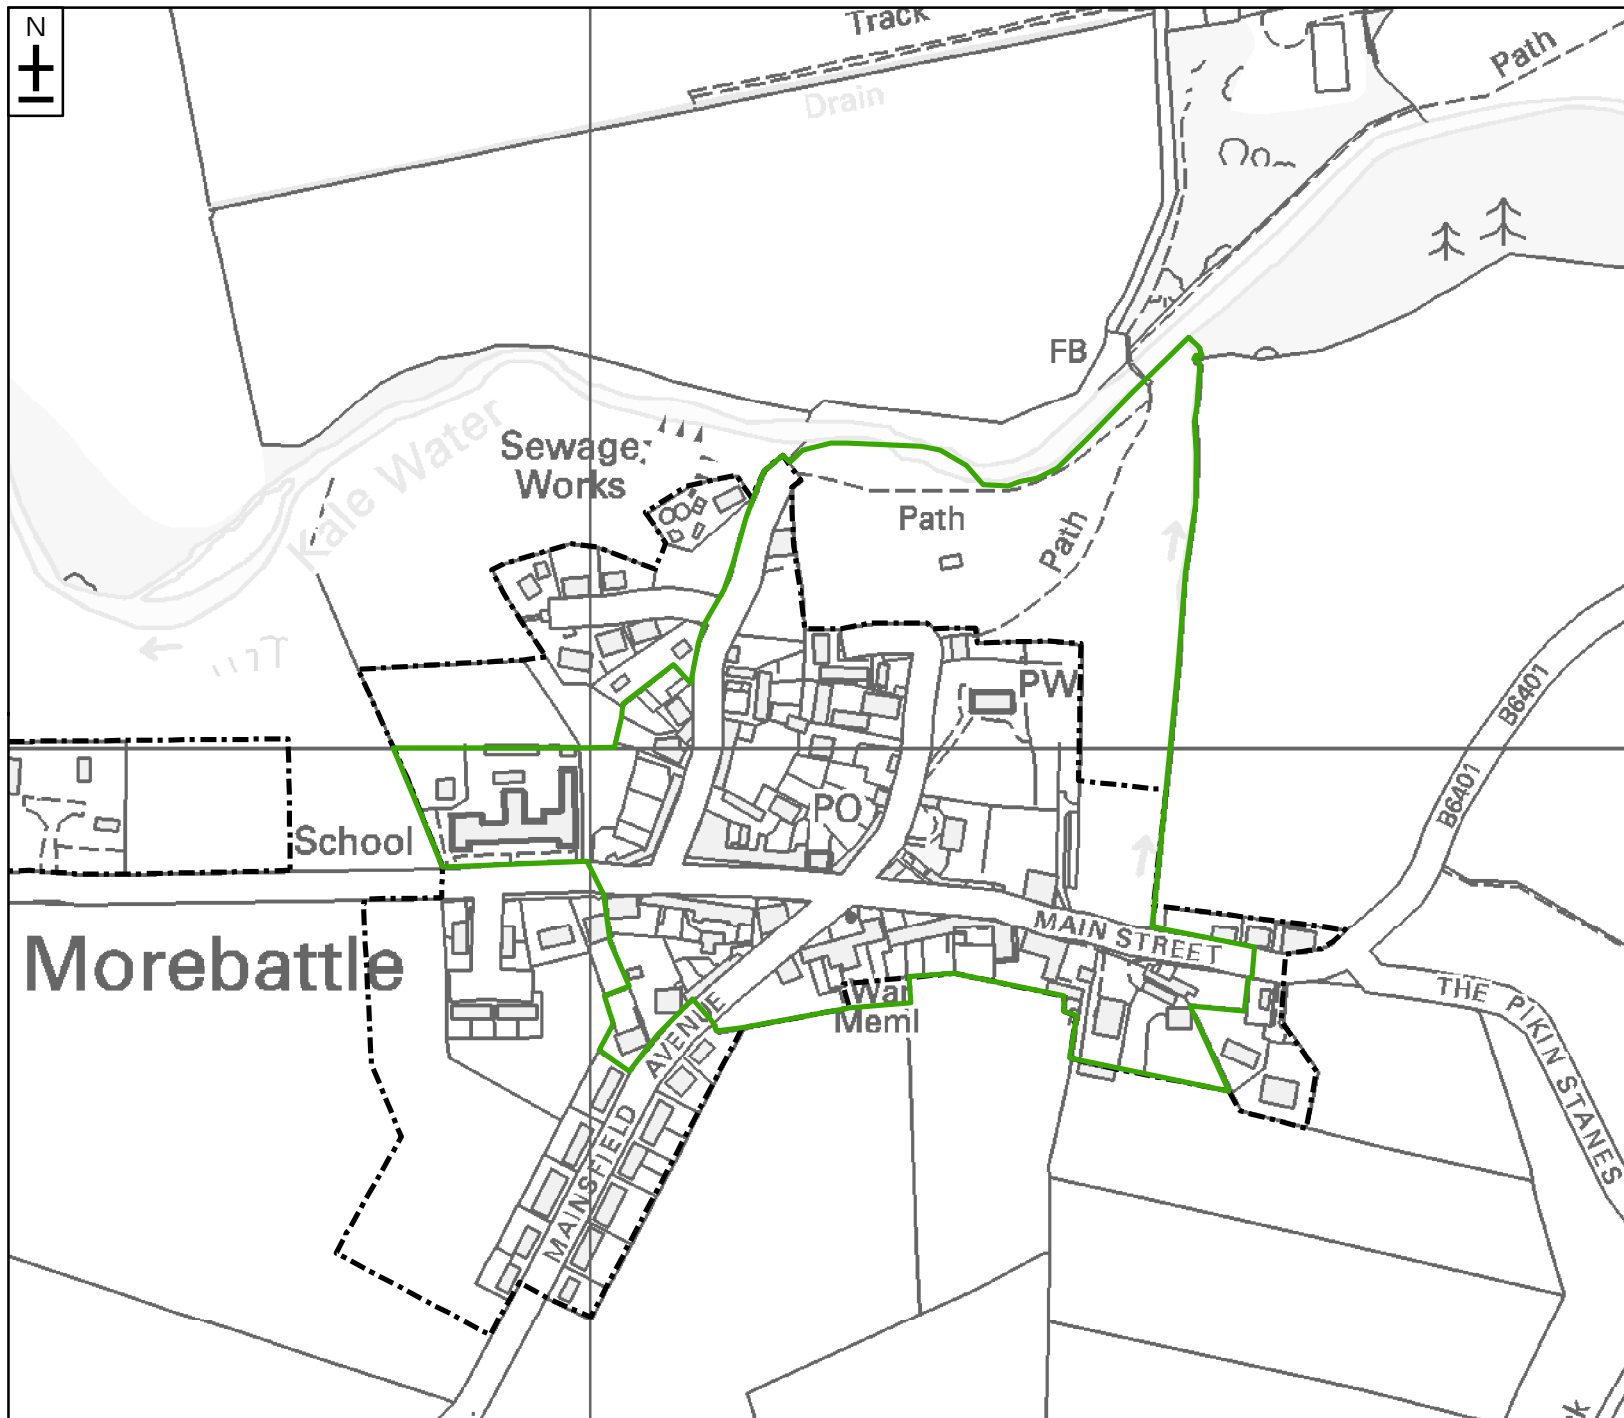 N
Track
Path
Drain
FB
Kale Water
Sewage
Works
Path
Path
PW
B6401
B6401
PO
School
MAIN STREET
Morebattle
War
Meml
THE PIKIN STANES
MAINSFIELD AVENUE